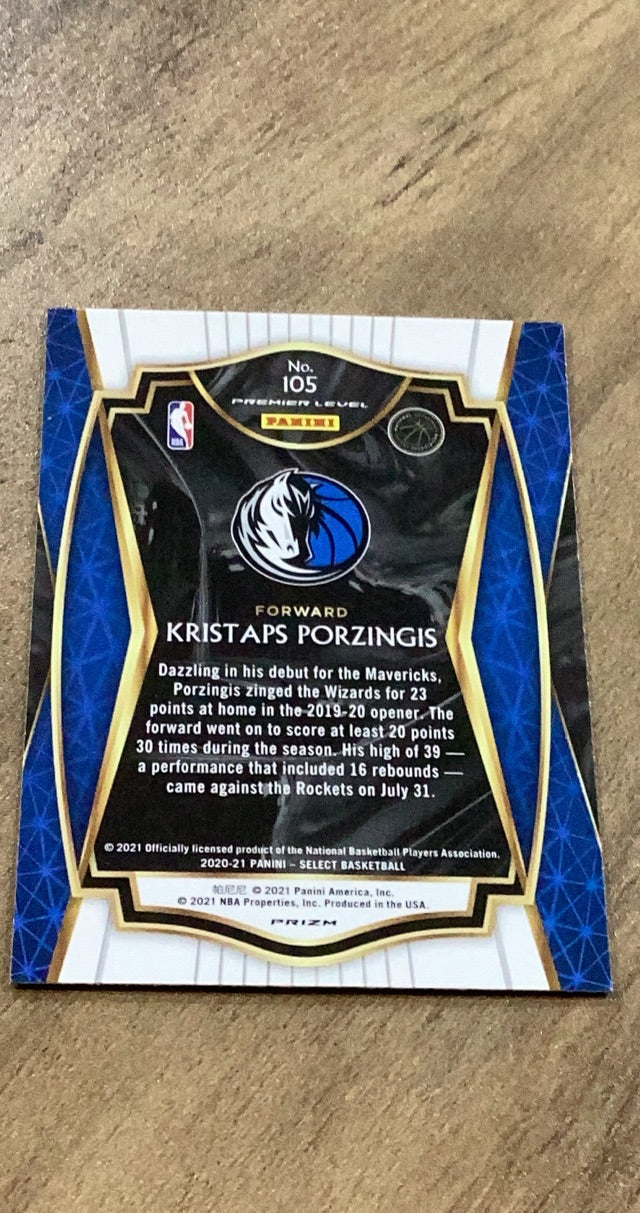 No.
105
PREMIER LEVEL
PANINI
NBA
FORWARD
KRISTAPS PORZINGIS
Dazzling in his debut for the Mavericks,
Porzingis zinged the Wizards for 23
points at home in the 2019-20 opener. The
forward went on to score at least 20 points
30 times during the season. His high of 39 —
a performance that included 16 rebounds —
came against the Rockets on July 31.
© 2021 Officially licensed product of the National Basketball Players Association.
2020-21 PANINI – SELECT BASKETBALL
帕尼尼 © 2021 Panini America, Inc.
© 2021 NBA Properties, Inc. Produced in the USA.
PRIZM